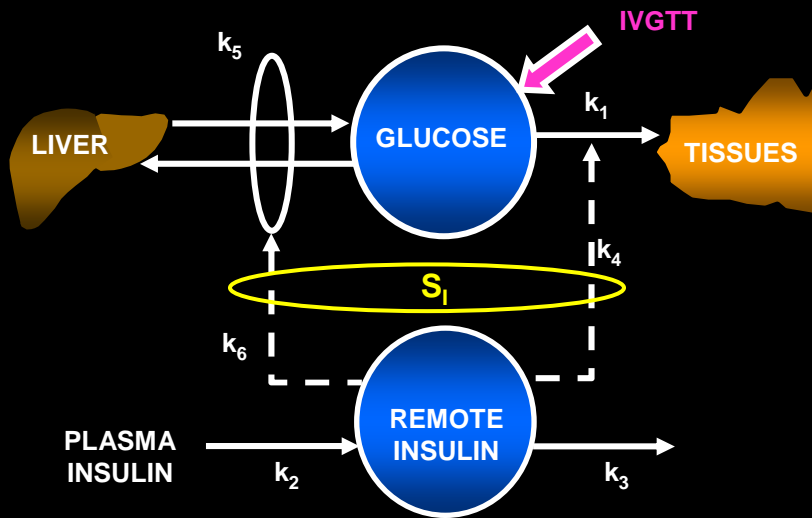 IVGTT
k5
k1
LIVER
GLUCOSE
TISSUES
k4
SI
k6
REMOTE
INSULIN
PLASMA
INSULIN
k2
k3